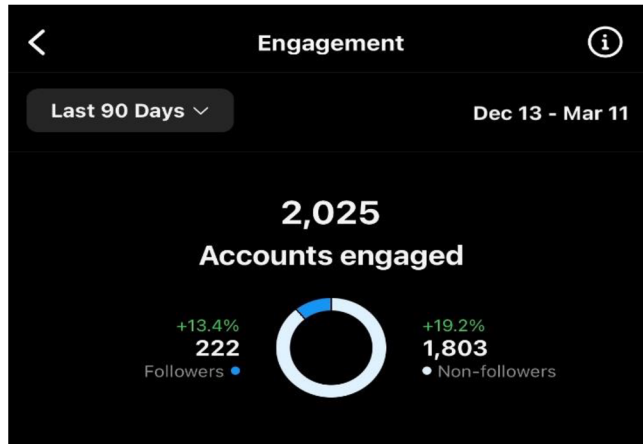 Engagement
Last 90 Days
Dec 13 - Mar 11
2,025
Accounts engaged
+13.4%
222
Followers
+19.2%
1,803
Non-followers